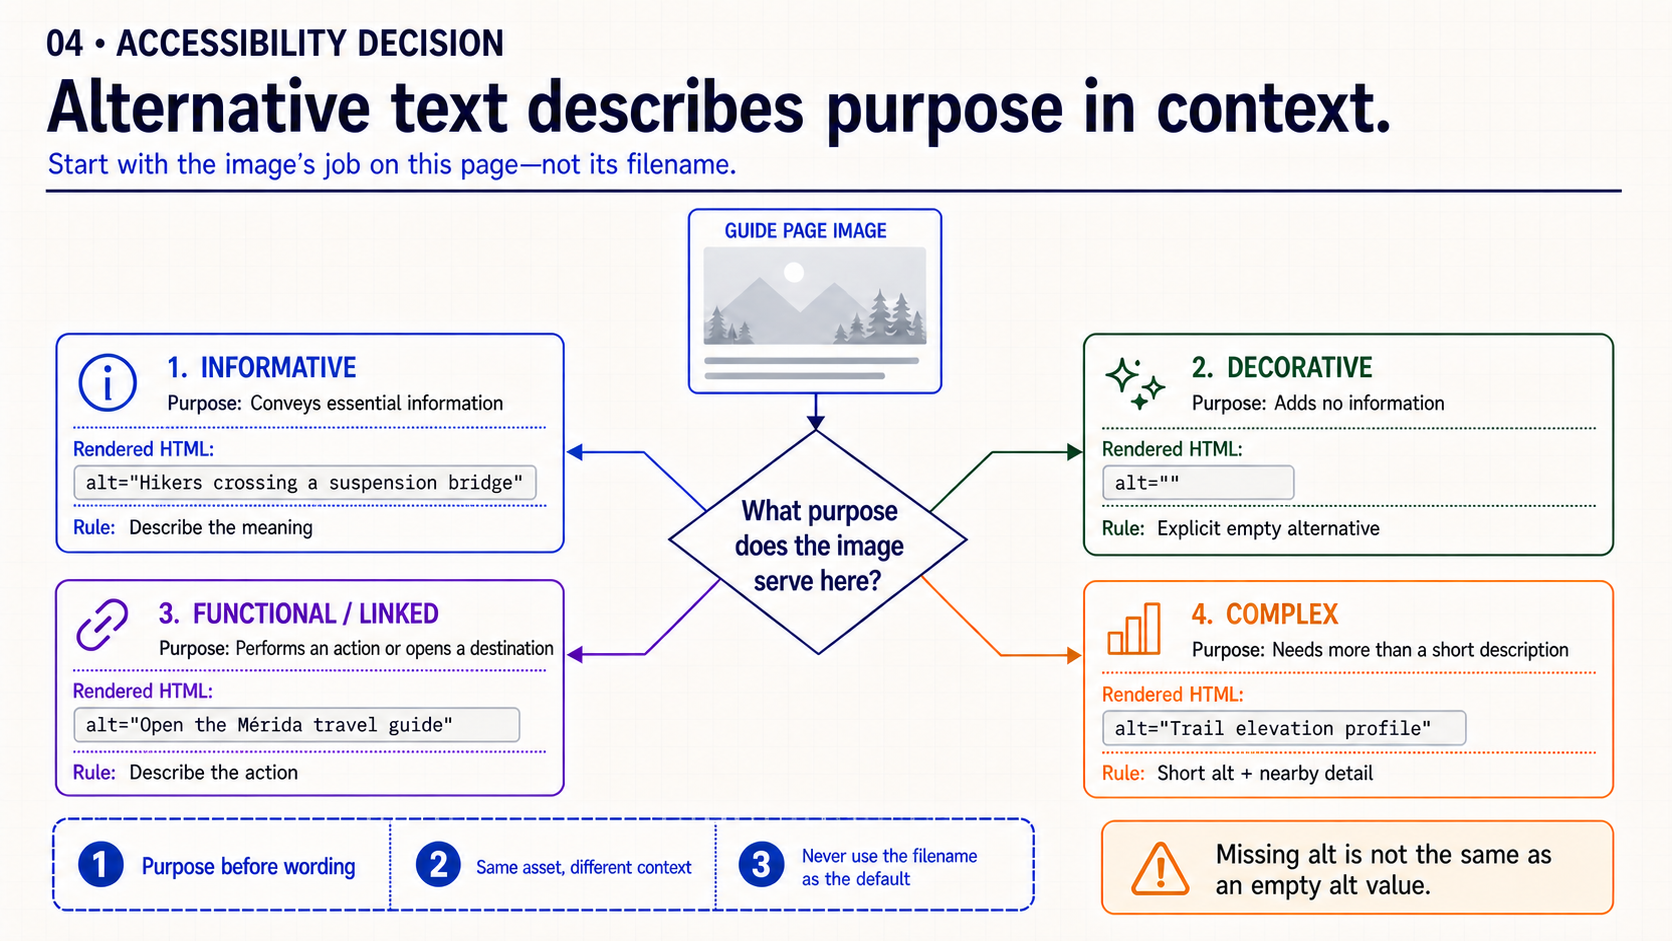 04 • ACCESSIBILITY DECISION
Alternative text describes purpose in context.
Start with the image’s job on this page—not its filename.
GUIDE PAGE IMAGE
What purpose
does the image
serve here?
1. INFORMATIVE
Purpose: Conveys essential information
Rendered HTML:
alt="Hikers crossing a suspension bridge"
Rule: Describe the meaning
2. DECORATIVE
Purpose: Adds no information
Rendered HTML:
alt=""
Rule: Explicit empty alternative
3. FUNCTIONAL / LINKED
Purpose: Performs an action or opens a destination
Rendered HTML:
alt="Open the Mérida travel guide"
Rule: Describe the action
4. COMPLEX
Purpose: Needs more than a short description
Rendered HTML:
alt="Trail elevation profile"
Rule: Short alt + nearby detail
1 Purpose before wording
2 Same asset, different context
3 Never use the filename
as the default
Missing alt is not the same as
an empty alt value.